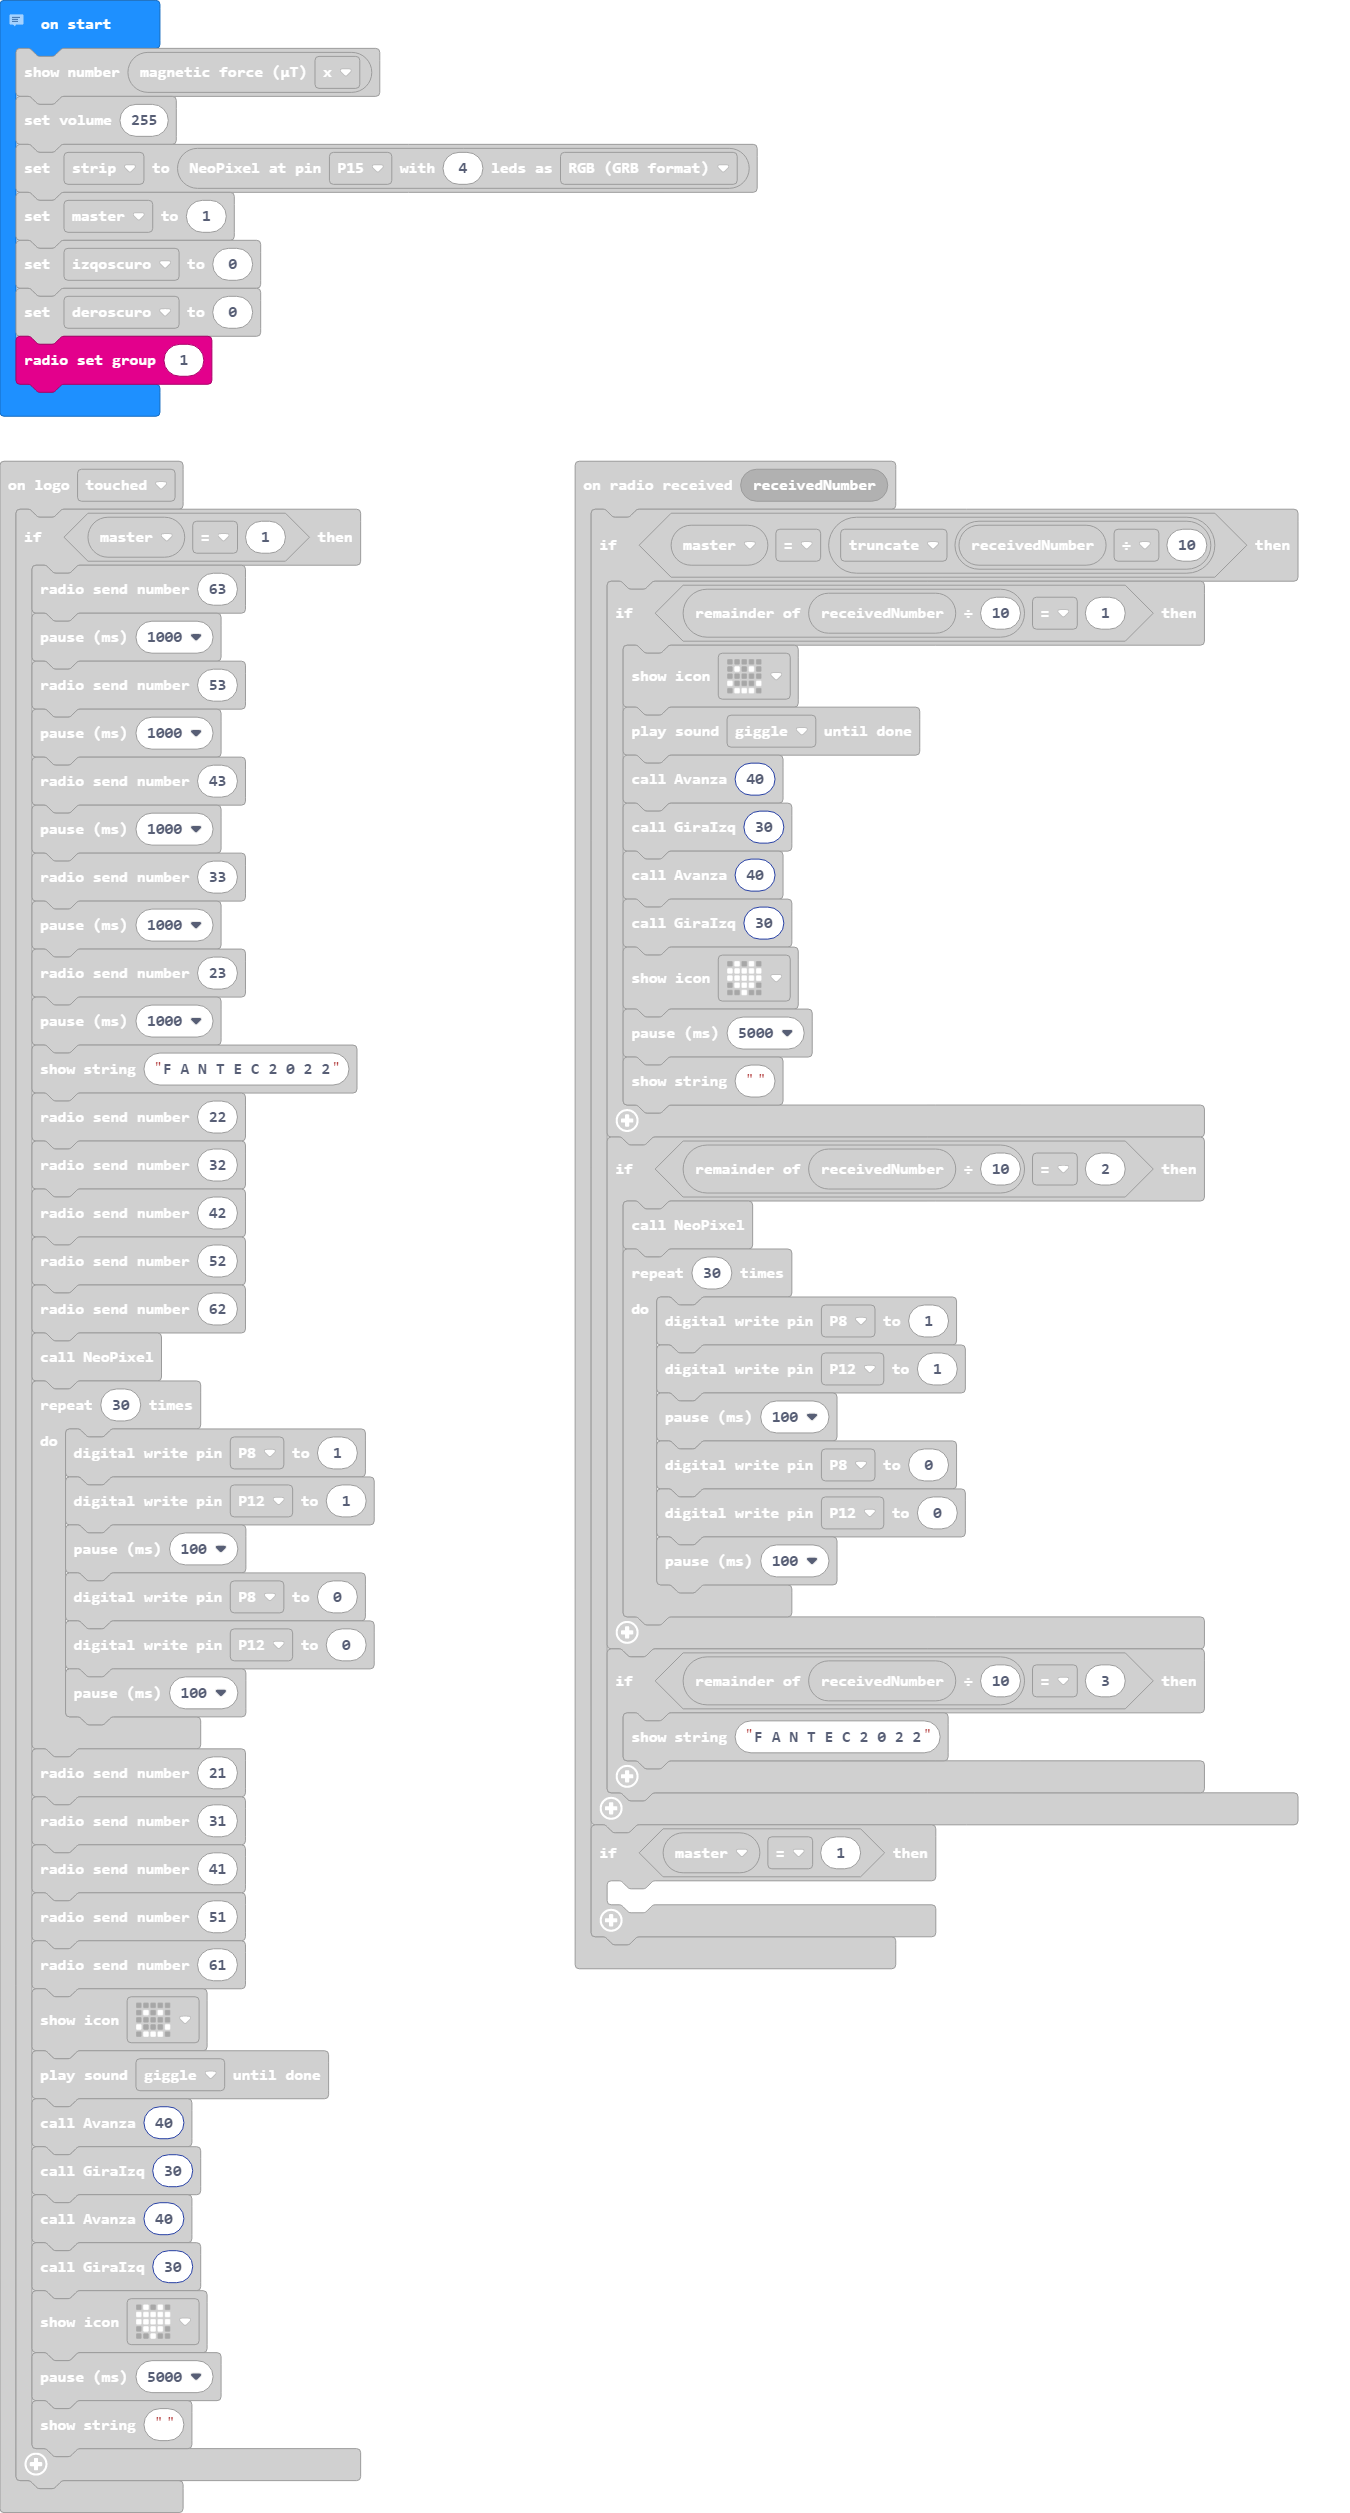 on start
show number magnetic force (µT) x
set volume 255
set strip to NeoPixel at pin P15 with 4 leds as RGB (GRB format)
set master to 1
set izqoscuro to 0
set deroscuro to 0
radio set group 1
on logo touched
if master = 1 then
radio send number 63
pause (ms) 1000
radio send number 53
pause (ms) 1000
radio send number 43
pause (ms) 1000
radio send number 33
pause (ms) 1000
radio send number 23
pause (ms) 1000
show string "F A N T E C 2 0 2 2"
radio send number 22
radio send number 32
radio send number 42
radio send number 52
radio send number 62
call NeoPixel
repeat 30 times
do
digital write pin P8 to 1
digital write pin P12 to 1
pause (ms) 100
digital write pin P8 to 0
digital write pin P12 to 0
pause (ms) 100
radio send number 21
radio send number 31
radio send number 41
radio send number 51
radio send number 61
show icon
play sound giggle until done
call Avanza 40
call GiraIzq 30
call Avanza 40
call GiraIzq 30
show icon
pause (ms) 5000
show string " "
on radio received receivedNumber
if master = truncate receivedNumber ÷ 10 then
if remainder of receivedNumber ÷ 10 = 1 then
show icon
play sound giggle until done
call Avanza 40
call GiraIzq 30
call Avanza 40
call GiraIzq 30
show icon
pause (ms) 5000
show string " "
if remainder of receivedNumber ÷ 10 = 2 then
call NeoPixel
repeat 30 times
do
digital write pin P8 to 1
digital write pin P12 to 1
pause (ms) 100
digital write pin P8 to 0
digital write pin P12 to 0
pause (ms) 100
if remainder of receivedNumber ÷ 10 = 3 then
show string "F A N T E C 2 0 2 2"
if master = 1 then